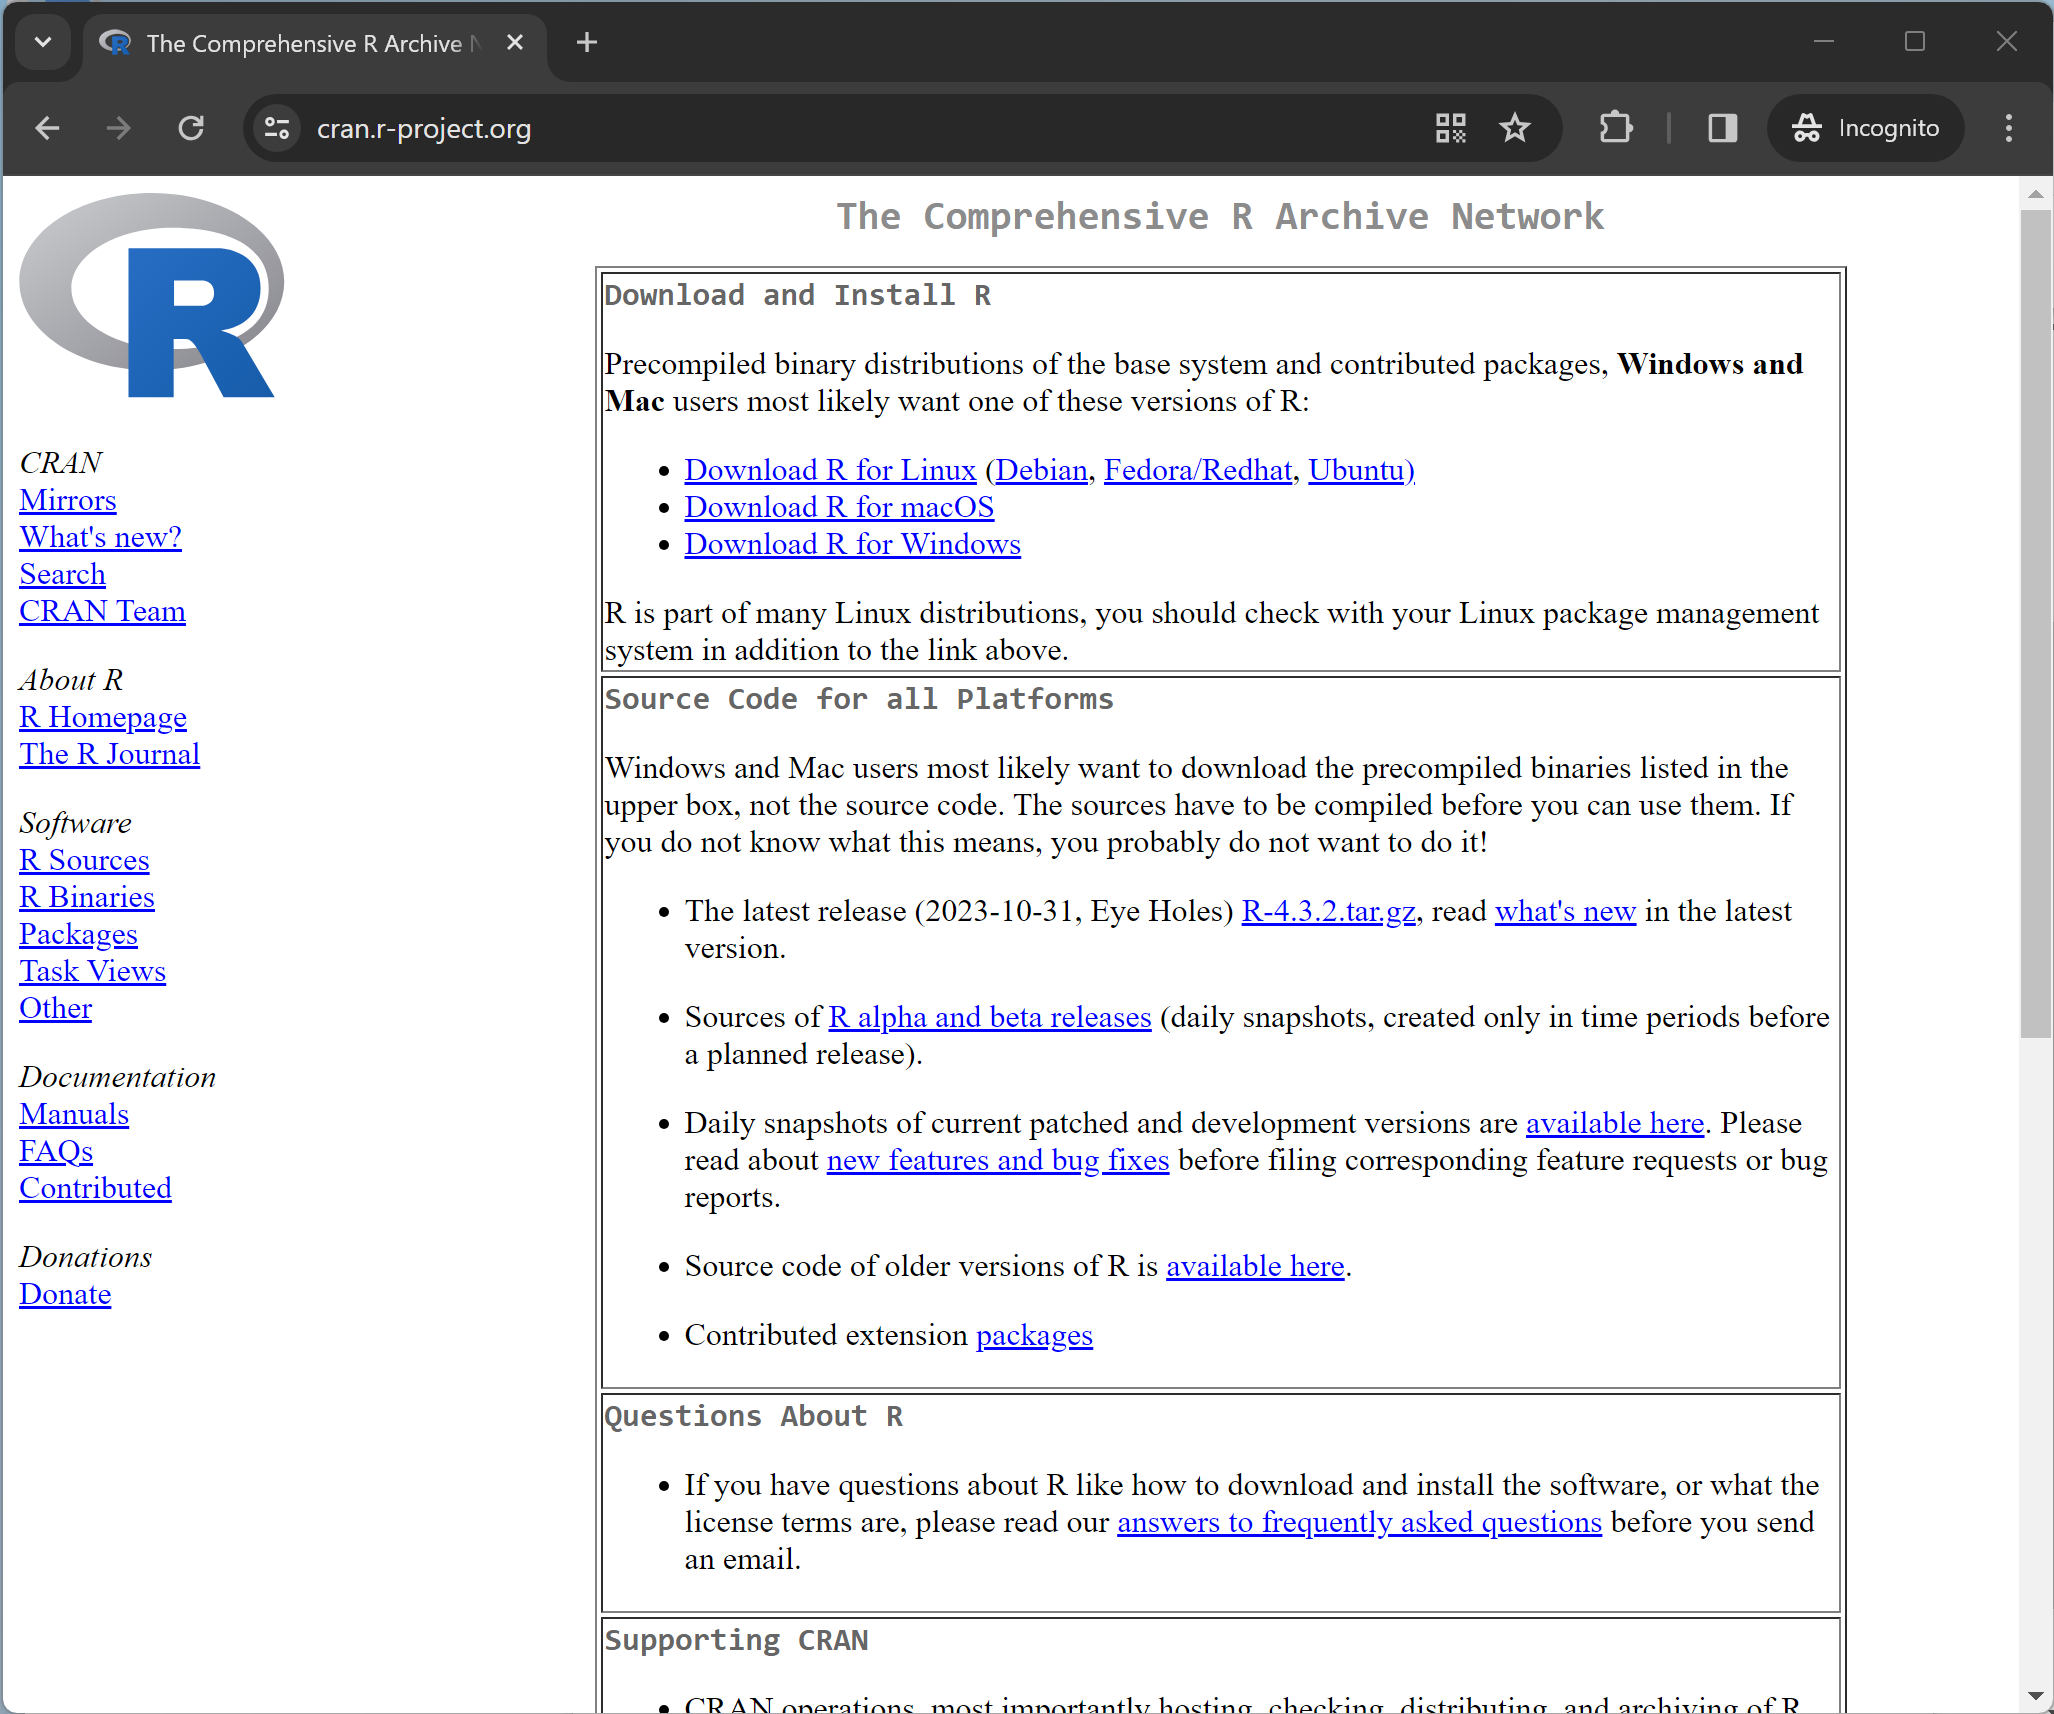 The Comprehensive R Archive
cran.r-project.org
Incognito
R
CRAN
Mirrors
What's new?
Search
CRAN Team
About R
R Homepage
The R Journal
Software
R Sources
R Binaries
Packages
Task Views
Other
Documentation
Manuals
FAQs
Contributed
Donations
Donate
The Comprehensive R Archive Network
Download and Install R
Precompiled binary distributions of the base system and contributed packages, Windows and
Mac users most likely want one of these versions of R:
• Download R for Linux (Debian, Fedora/Redhat, Ubuntu)
• Download R for macOS
• Download R for Windows
R is part of many Linux distributions, you should check with your Linux package management
system in addition to the link above.
Source Code for all Platforms
Windows and Mac users most likely want to download the precompiled binaries listed in the
upper box, not the source code. The sources have to be compiled before you can use them. If
you do not know what this means, you probably do not want to do it!
• The latest release (2023-10-31, Eye Holes) R-4.3.2.tar.gz, read what's new in the latest
version.
• Sources of R alpha and beta releases (daily snapshots, created only in time periods before
a planned release).
• Daily snapshots of current patched and development versions are available here. Please
read about new features and bug fixes before filing corresponding feature requests or bug
reports.
• Source code of older versions of R is available here.
• Contributed extension packages
Questions About R
• If you have questions about R like how to download and install the software, or what the
license terms are, please read our answers to frequently asked questions before you send
an email.
Supporting CRAN
• CRAN operations, most importantly hosting, checking, distributing, and archiving of R